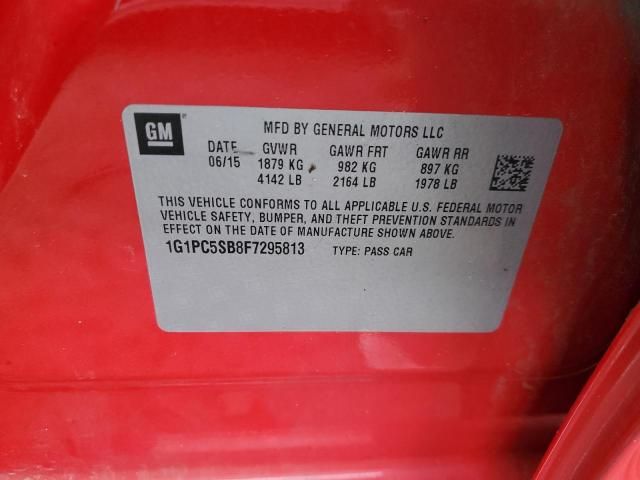 GM
MFD BY GENERAL MOTORS LLC
DATE GVWR GAWR FRT GAWR RR
06/15 1879 KG 982 KG 897 KG
4142 LB 2164 LB 1978 LB
THIS VEHICLE CONFORMS TO ALL APPLICABLE U.S. FEDERAL MOTOR
VEHICLE SAFETY, BUMPER, AND THEFT PREVENTION STANDARDS IN
EFFECT ON THE DATE OF MANUFACTURE SHOWN ABOVE.
1G1PC5SB8F7295813 TYPE: PASS CAR